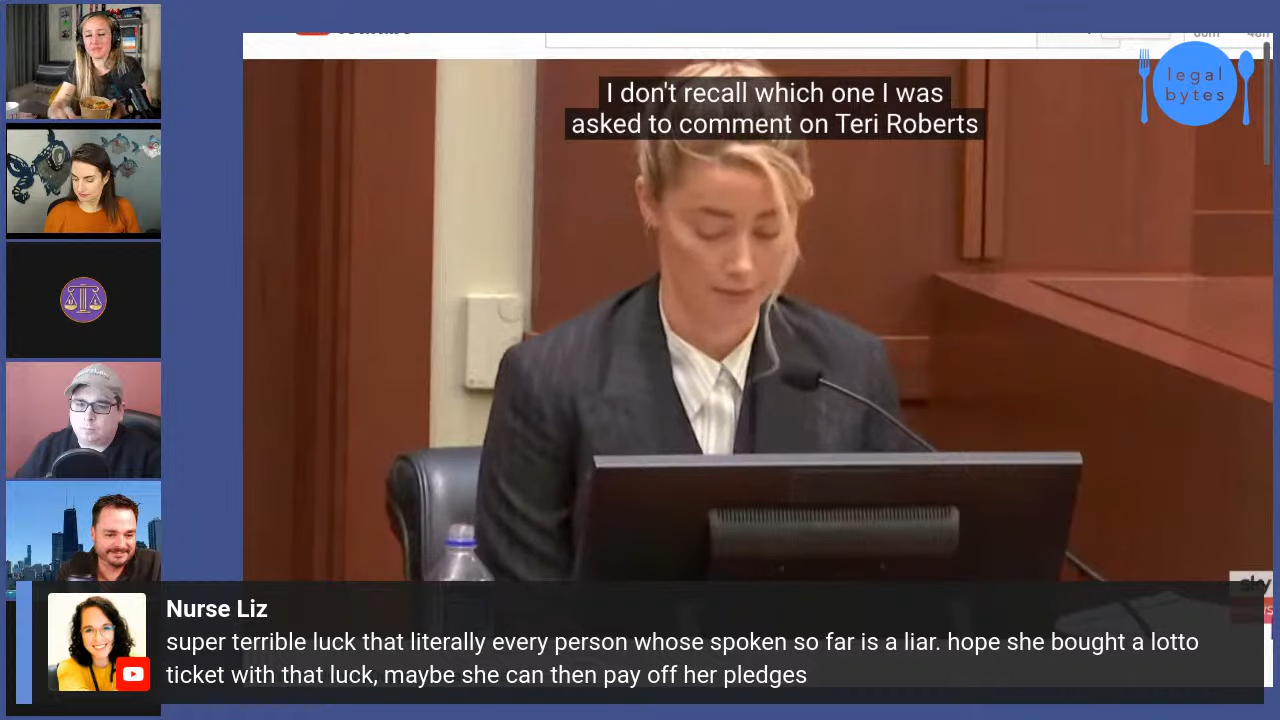 I don't recall which one I was
asked to comment on Teri Roberts
legal
bytes
sky
Nurse Liz
super terrible luck that literally every person whose spoken so far is a liar. hope she bought a lotto
ticket with that luck, maybe she can then pay off her pledges